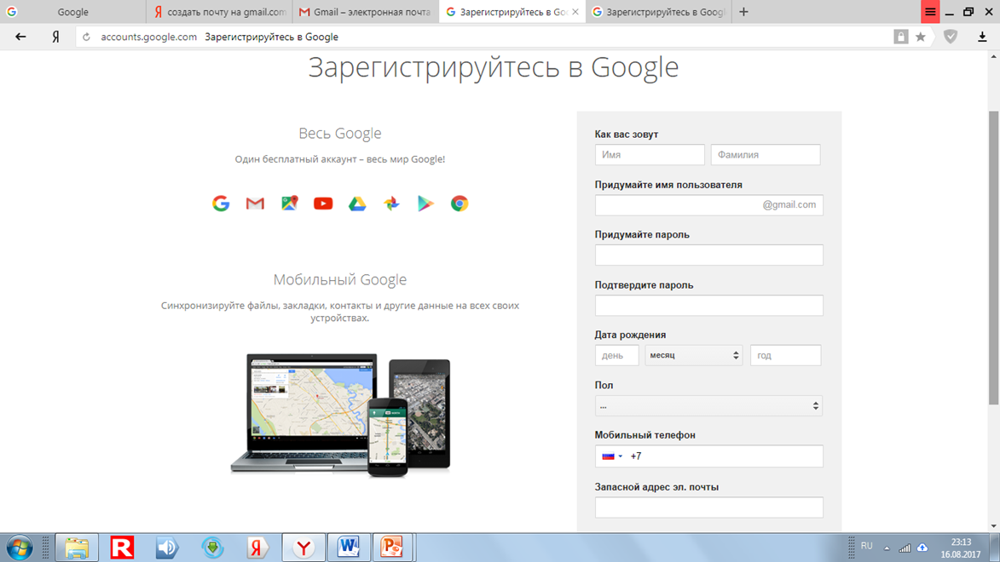 Google
создать почту на gmail.com
Gmail – электронная почта
Зарегистрируйтесь в Goo
Зарегистрируйтесь в Googl
Я
accounts.google.com Зарегистрируйтесь в Google
Зарегистрируйтесь в Google
Весь Google
Один бесплатный аккаунт – весь мир Google!
Мобильный Google
Синхронизируйте файлы, закладки, контакты и другие данные на всех своих
устройствах.
Как вас зовут
Имя
Фамилия
Придумайте имя пользователя
@gmail.com
Придумайте пароль
Подтвердите пароль
Дата рождения
день
месяц
год
Пол
...
Мобильный телефон
+7
Запасной адрес эл. почты
RU
23:13
16.08.2017